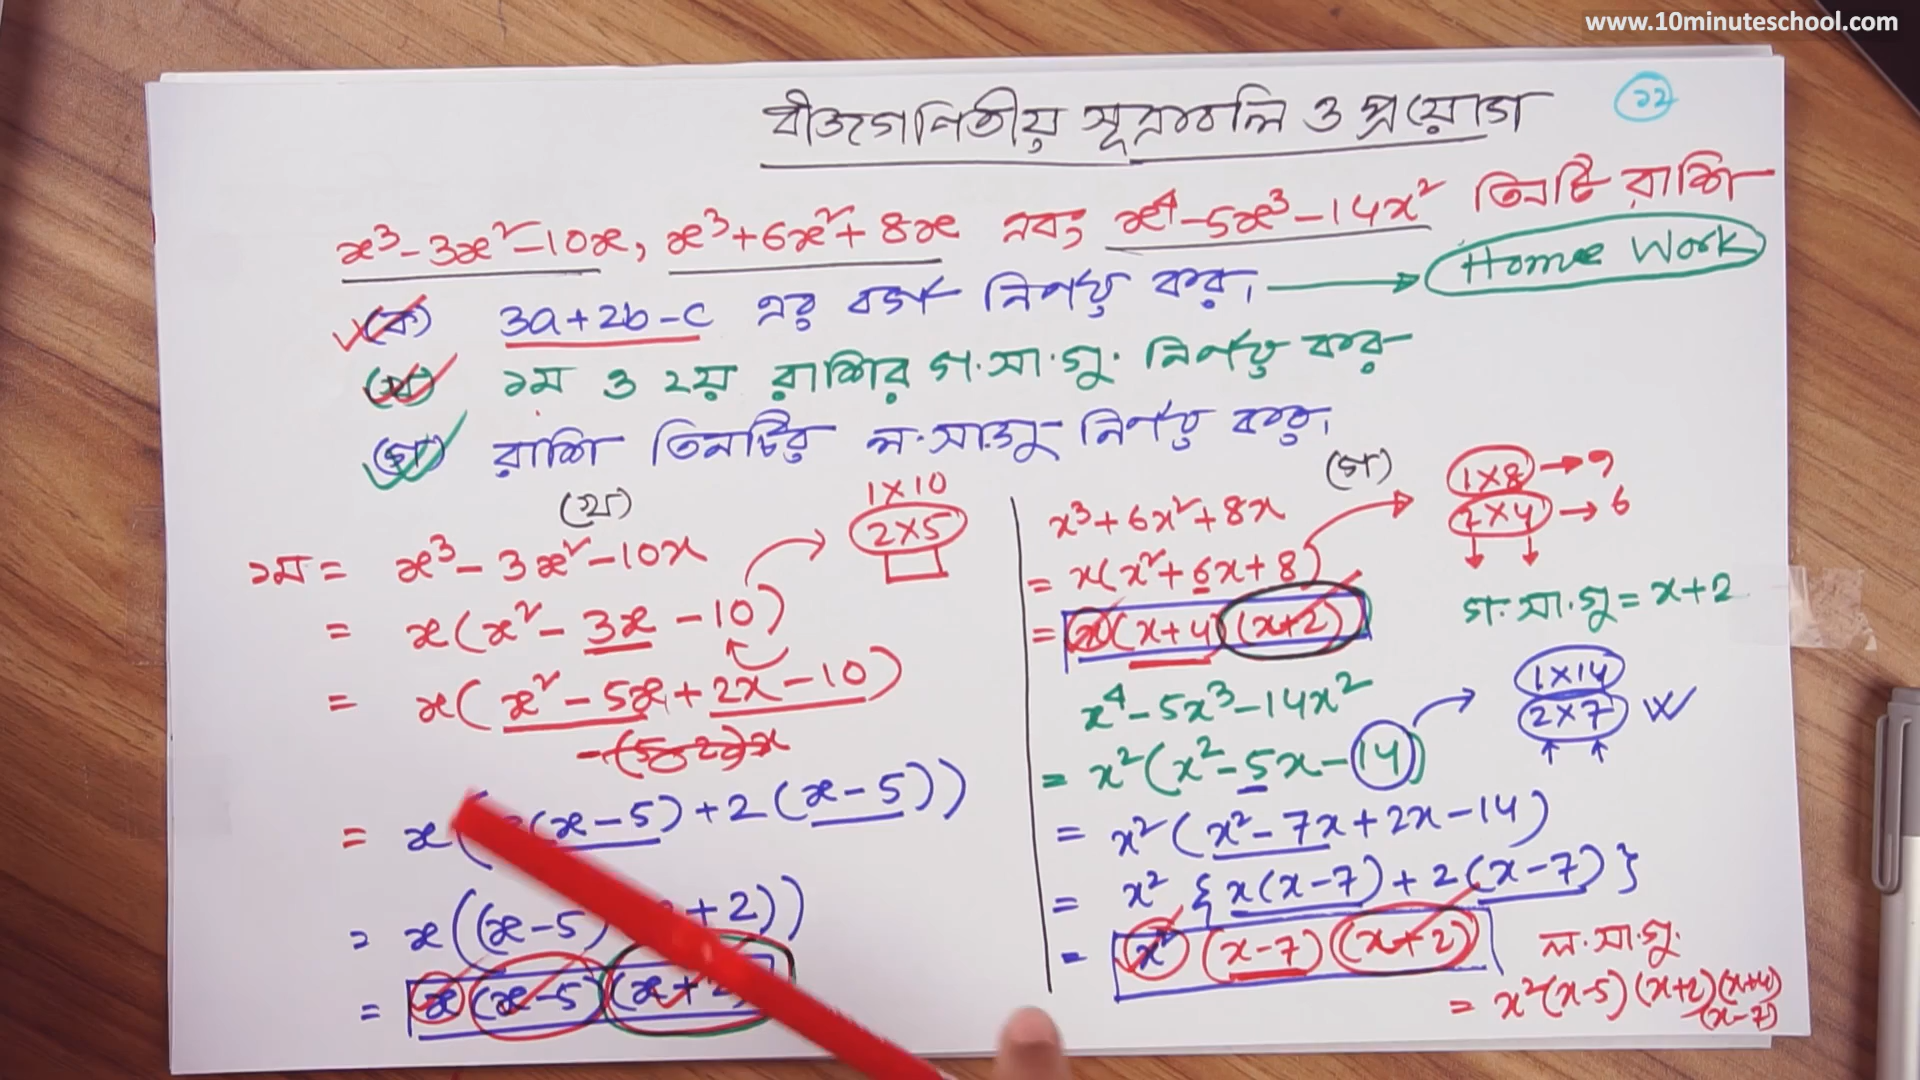 www.10minuteschool.com
বীজগণিতীয় সূত্রাবলি ও প্রয়োগ
১২
x³-3x²-10x, x³+6x²+8x এবং x⁴-5x³-14x² তিনটি রাশি
(ক) 3a+2b-c এর বর্গ নির্ণয় কর। → Home Work
(খ) ১ম ও ২য় রাশির গ.সা.গু. নির্ণয় কর
(গ) রাশি তিনটির ল.সা.গু নির্ণয় কর।
(খ)
1×10
2×5
১ম = x³-3x²-10x
= x(x²-3x-10)
= x(x²-5x+2x-10)
= x((x-5)+2(x-5))
= x((x-5) +2))
= x(x-5)(x+2
(গ)
1×8 → 9
2×4 → 6
x³+6x²+8x
= x(x²+6x+8)
= x(x+4)(x+2)
গ.সা.গু = x+2
x⁴-5x³-14x²
1×14
2×7
= x²(x²-5x-14)
= x²(x²-7x+2x-14)
= x²{x(x-7)+2(x-7)}
= x²(x-7)(x+2)
ল.সা.গু.
= x²(x-5)(x+2)(x+4)
(x-7)